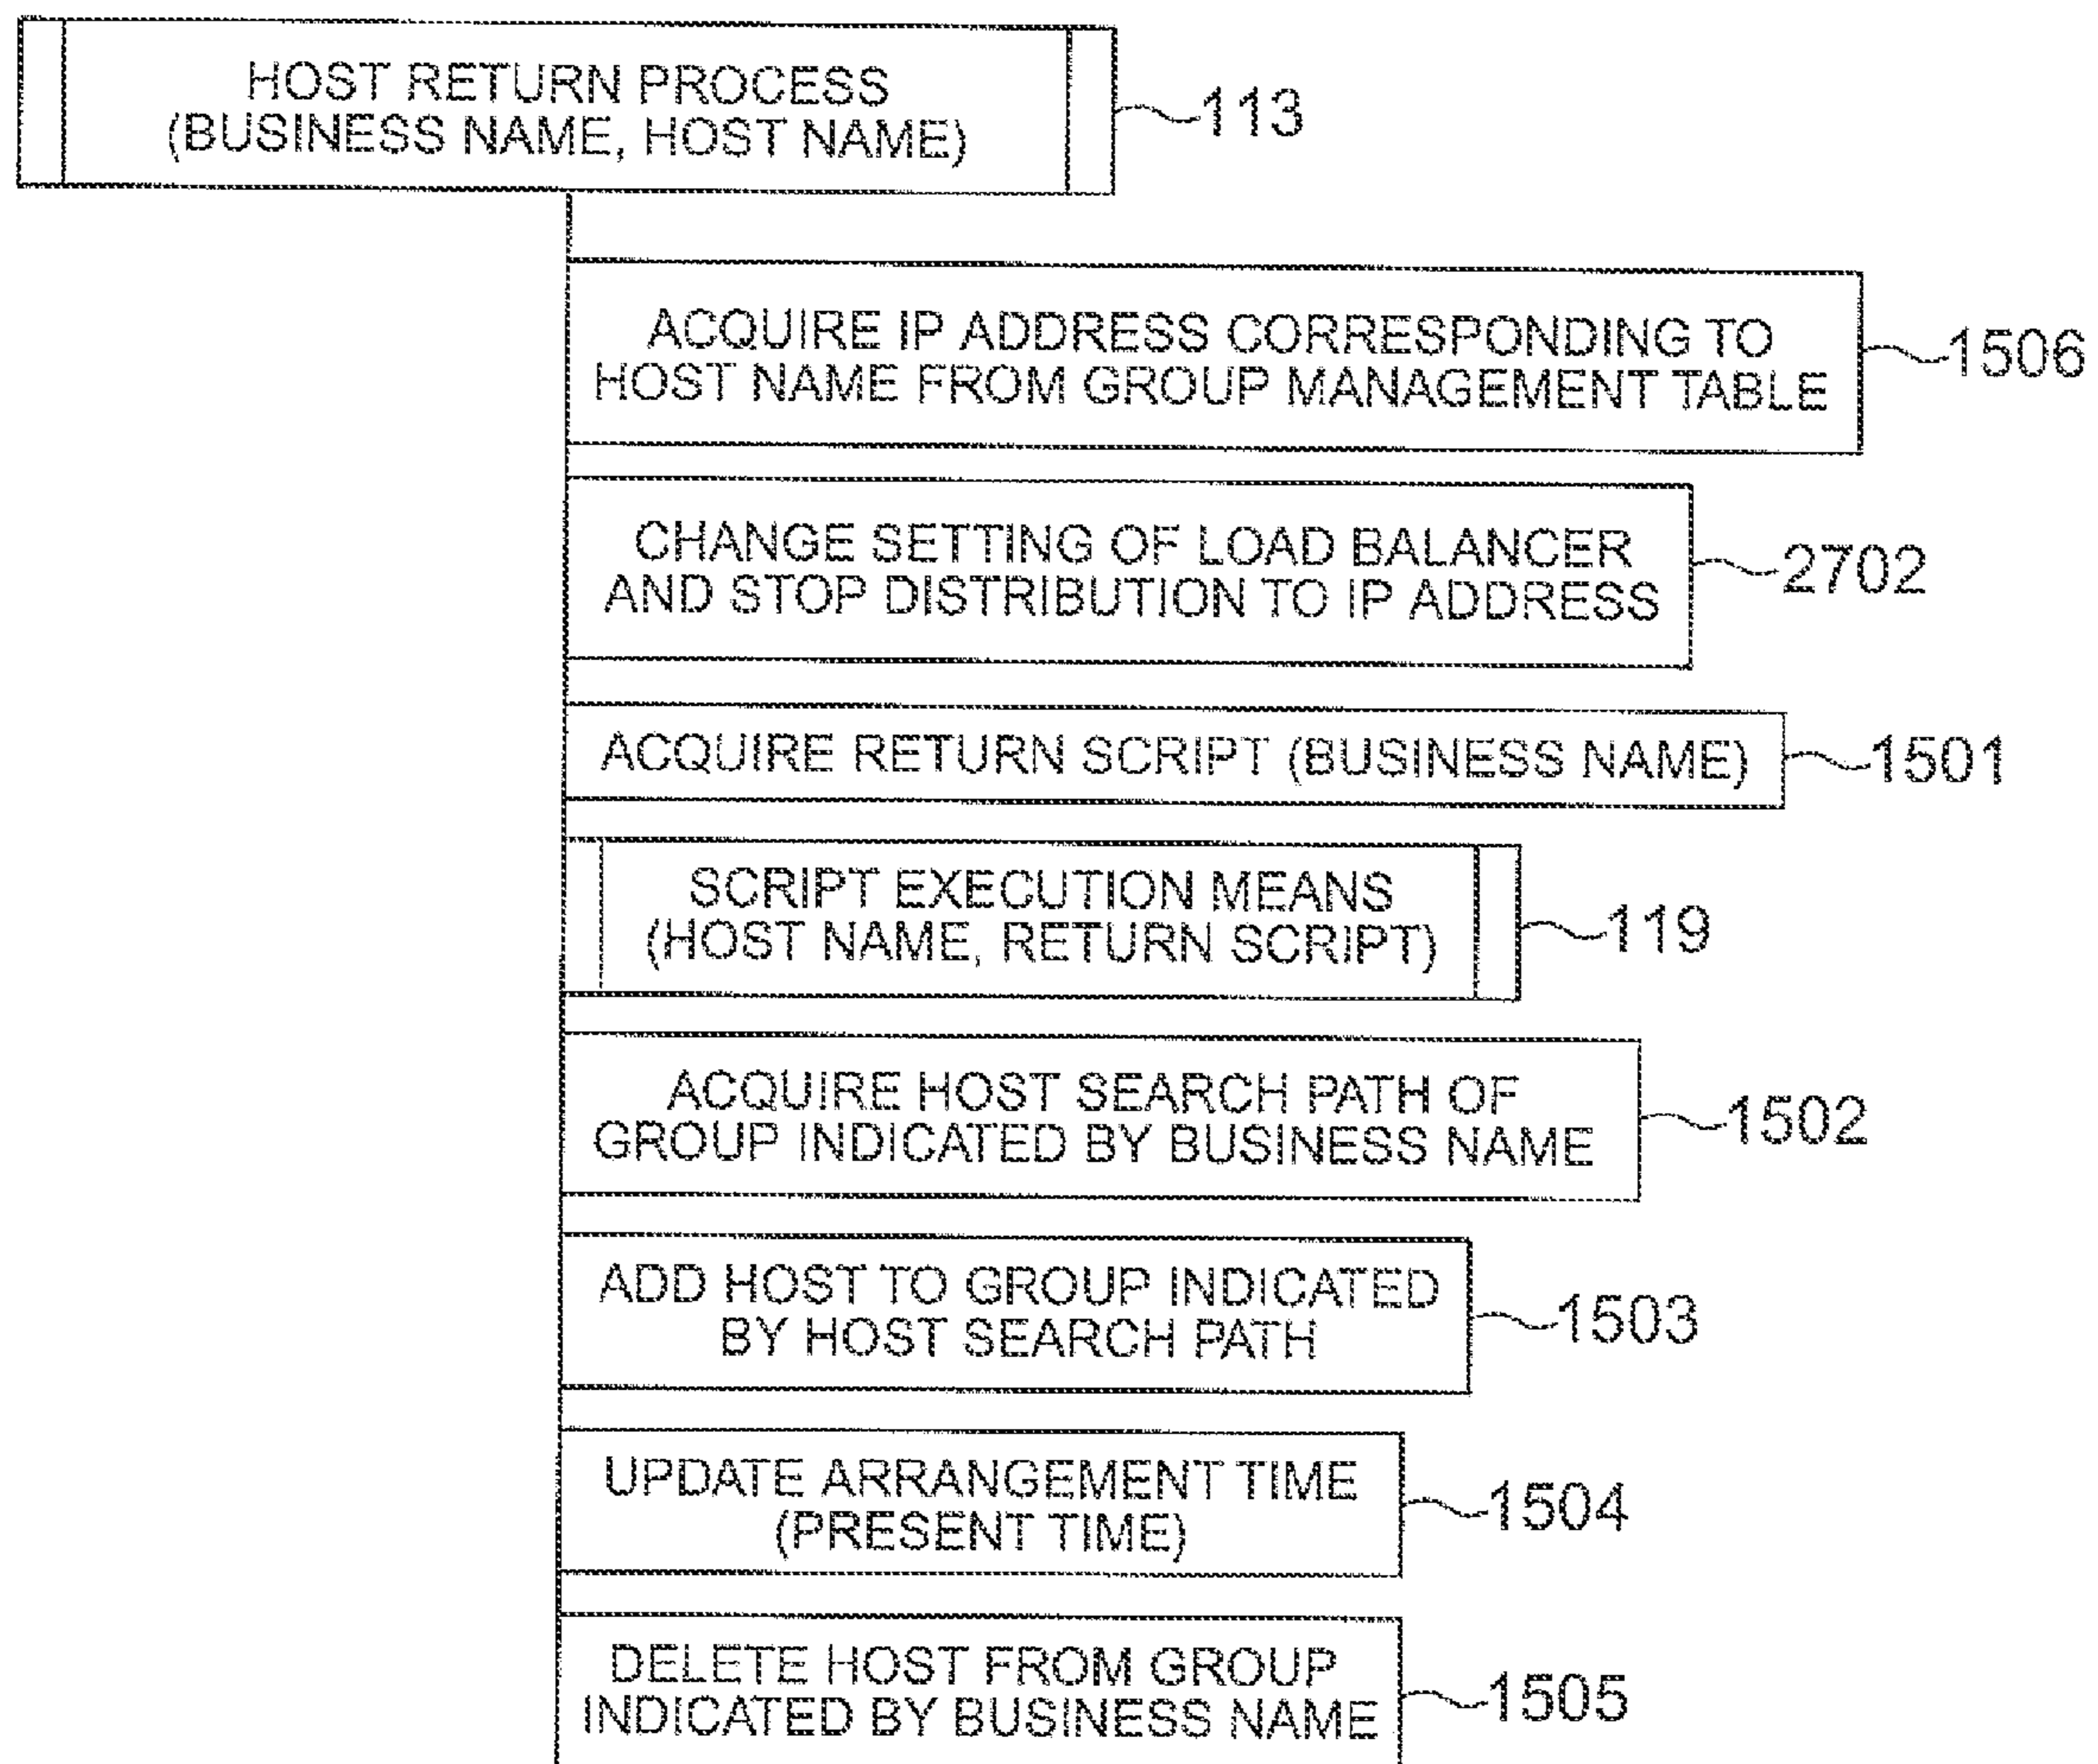 HOST RETURN PROCESS
(BUSINESS NAME, HOST NAME)
113
ACQUIRE IP ADDRESS CORRESPONDING TO
HOST NAME FROM GROUP MANAGEMENT TABLE
1506
CHANGE SETTING OF LOAD BALANCER
AND STOP DISTRIBUTION TO IP ADDRESS
2702
ACQUIRE RETURN SCRIPT (BUSINESS NAME)
1501
SCRIPT EXECUTION MEANS
(HOST NAME, RETURN SCRIPT)
119
ACQUIRE HOST SEARCH PATH OF
GROUP INDICATED BY BUSINESS NAME
1502
ADD HOST TO GROUP INDICATED
BY HOST SEARCH PATH
1503
UPDATE ARRANGEMENT TIME
(PRESENT TIME)
1504
DELETE HOST FROM GROUP
INDICATED BY BUSINESS NAME
1505